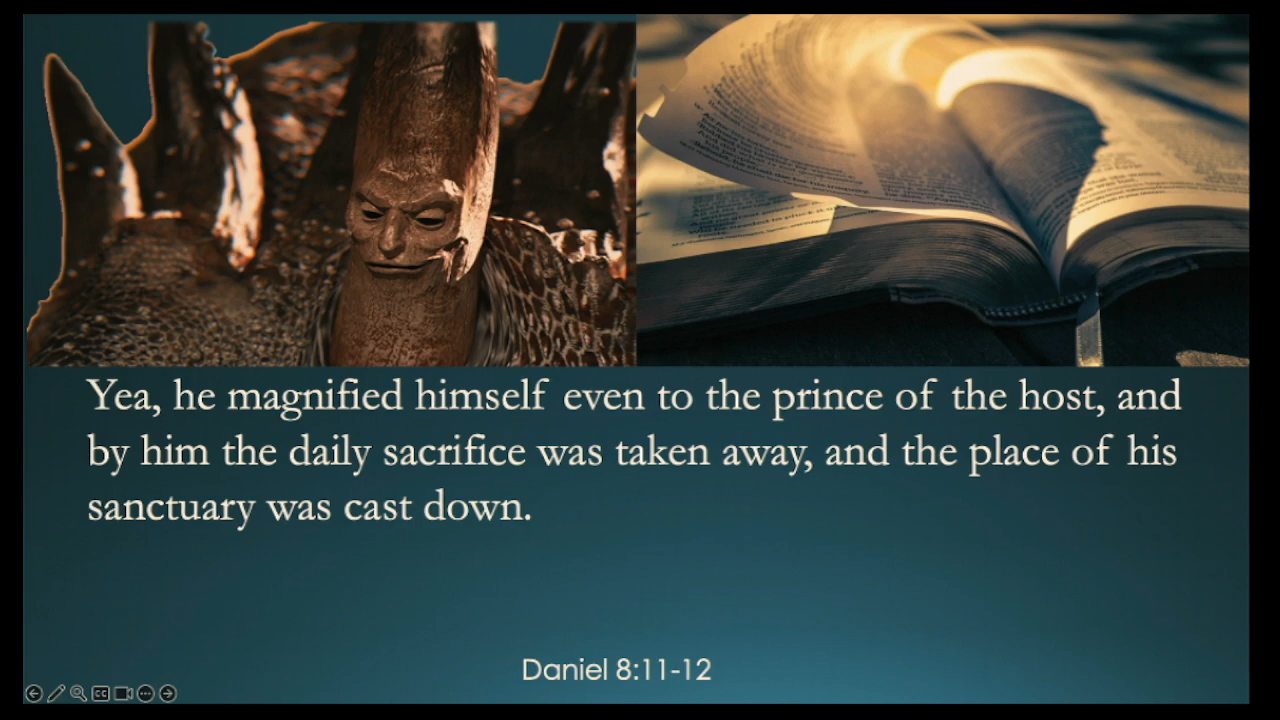 Yea, he magnified himself even to the prince of the host, and
by him the daily sacrifice was taken away, and the place of his
sanctuary was cast down.
Daniel 8:11-12